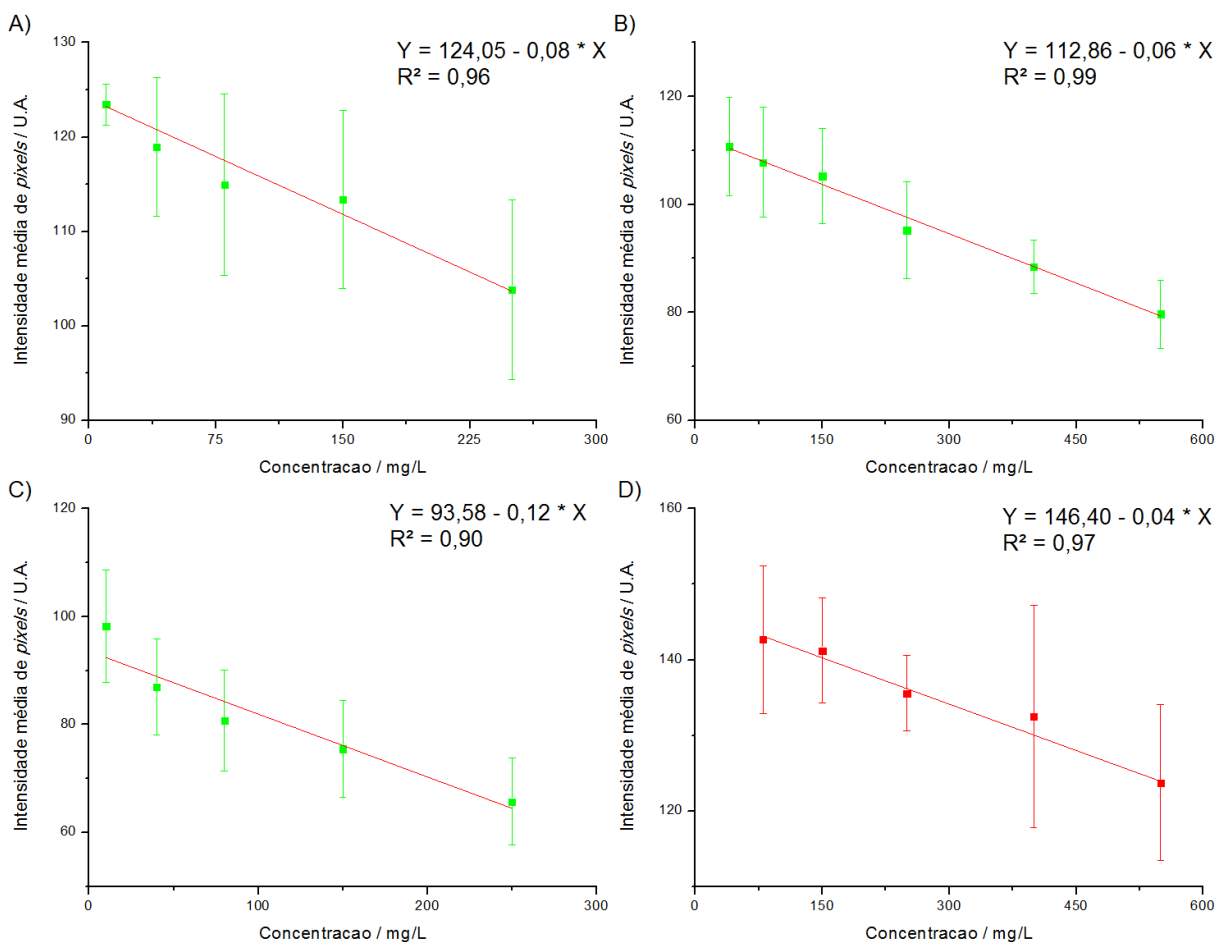 A)
Y = 124,05 - 0,08 * X
R² = 0,96
Intensidade média de pixels / U.A.
130
120
110
100
90
0 75 150 225 300
Concentracao / mg/L
B)
Y = 112,86 - 0,06 * X
R² = 0,99
Intensidade média de pixels / U.A.
120
100
80
60
0 150 300 450 600
Concentracao / mg/L
C)
Y = 93,58 - 0,12 * X
R² = 0,90
Intensidade média de pixels / U.A.
120
100
80
60
0 100 200 300
Concentracao / mg/L
D)
Y = 146,40 - 0,04 * X
R² = 0,97
Intensidade média de pixels / U.A.
160
140
120
0 150 300 450 600
Concentracao / mg/L